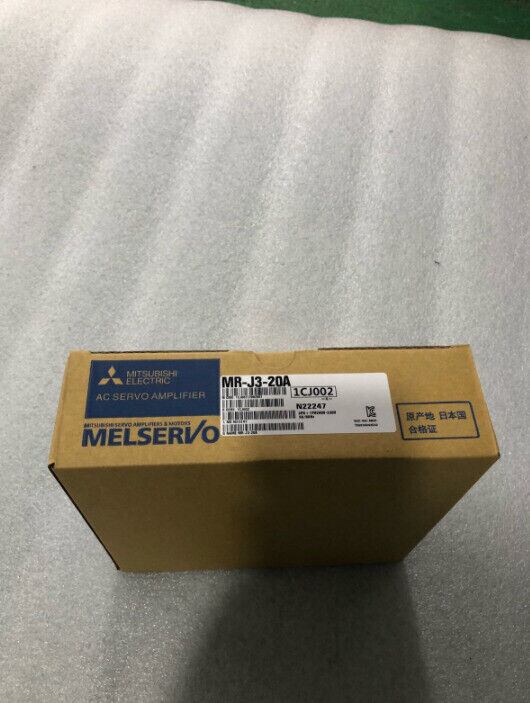 MITSUBISHI
ELECTRIC
AC SERVO AMPLIFIER
MITSUBISHI SERVO AMPLIFIERS & MOTORS
MELSERVO
MR-J3-20A
1CJ002
N22247
原产地 日本国
合格证